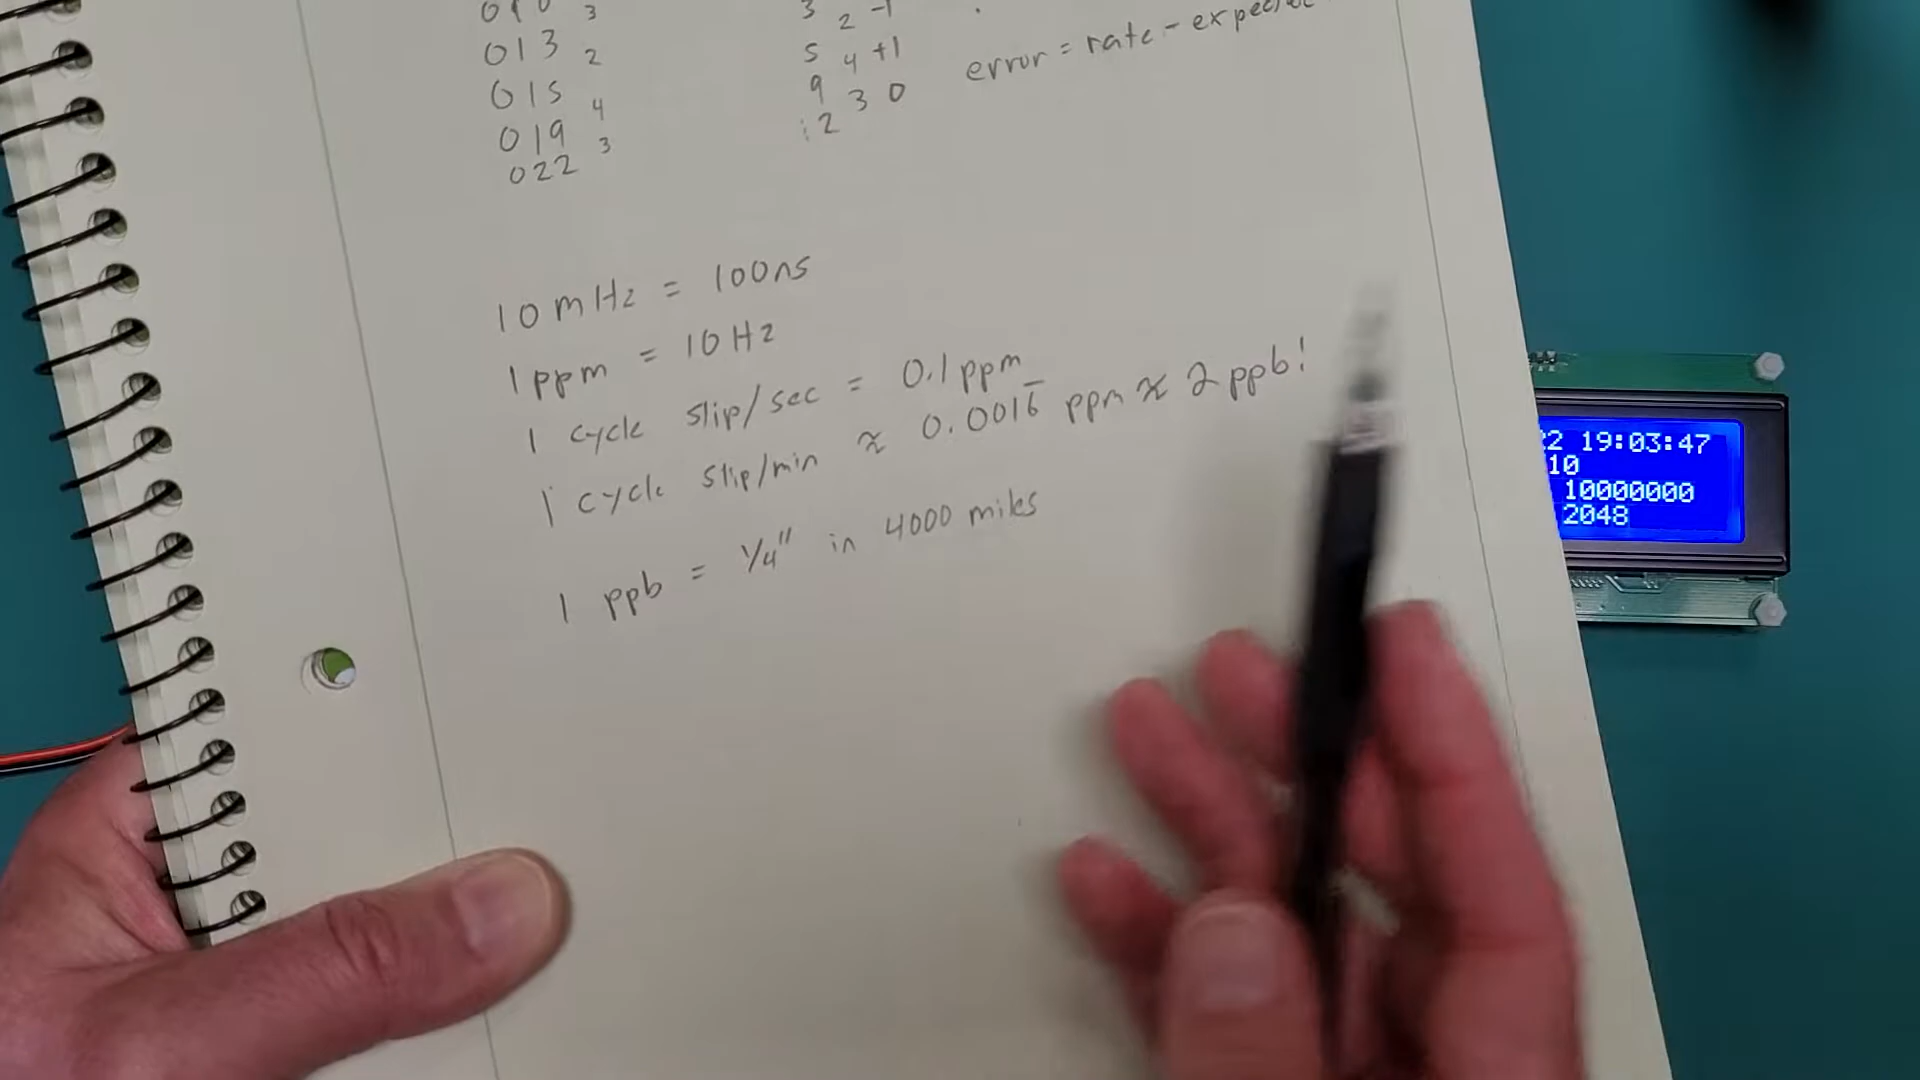 013 2
015 4
019 3
022
3 2 -1
5 4 +1
9 3 0
12
error = rate - expected
10 mHz = 100ns
1 ppm = 10 Hz
1 cycle slip/sec = 0.1 ppm
1 cycle slip/min ≈ 0.0016̅ ppm ≈ 2 ppb!
1 ppb = 1/4" in 4000 miles
22 19:03:47
10
10000000
2048